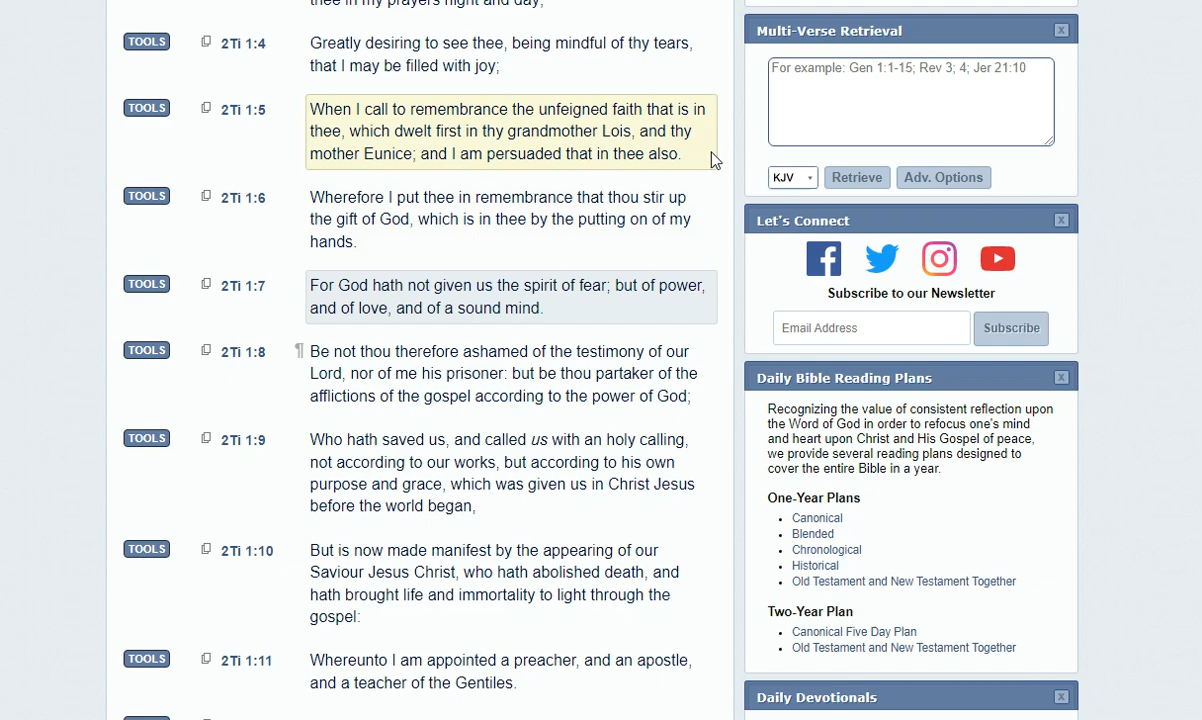 then in my prayers night and day;
TOOLS 2Ti 1:4 Greatly desiring to see thee, being mindful of thy tears,
that I may be filled with joy;
TOOLS 2Ti 1:5 When I call to remembrance the unfeigned faith that is in
thee, which dwelt first in thy grandmother Lois, and thy
mother Eunice; and I am persuaded that in thee also.
TOOLS 2Ti 1:6 Wherefore I put thee in remembrance that thou stir up
the gift of God, which is in thee by the putting on of my
hands.
TOOLS 2Ti 1:7 For God hath not given us the spirit of fear; but of power,
and of love, and of a sound mind.
TOOLS 2Ti 1:8 ¶ Be not thou therefore ashamed of the testimony of our
Lord, nor of me his prisoner: but be thou partaker of the
afflictions of the gospel according to the power of God;
TOOLS 2Ti 1:9 Who hath saved us, and called us with an holy calling,
not according to our works, but according to his own
purpose and grace, which was given us in Christ Jesus
before the world began,
TOOLS 2Ti 1:10 But is now made manifest by the appearing of our
Saviour Jesus Christ, who hath abolished death, and
hath brought life and immortality to light through the
gospel:
TOOLS 2Ti 1:11 Whereunto I am appointed a preacher, and an apostle,
and a teacher of the Gentiles.
Multi-Verse Retrieval X
For example: Gen 1:1-15; Rev 3; 4; Jer 21:10
KJV Retrieve Adv. Options
Let's Connect X
Subscribe to our Newsletter
Email Address Subscribe
Daily Bible Reading Plans X
Recognizing the value of consistent reflection upon
the Word of God in order to refocus one's mind
and heart upon Christ and His Gospel of peace,
we provide several reading plans designed to
cover the entire Bible in a year.
One-Year Plans
• Canonical
• Blended
• Chronological
• Historical
• Old Testament and New Testament Together
Two-Year Plan
• Canonical Five Day Plan
• Old Testament and New Testament Together
Daily Devotionals X